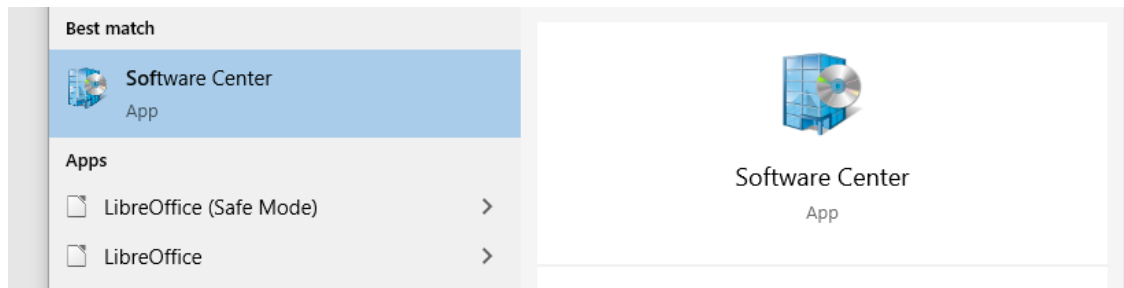 Best match
Software Center
App
Apps
LibreOffice (Safe Mode)
LibreOffice
Software Center
App